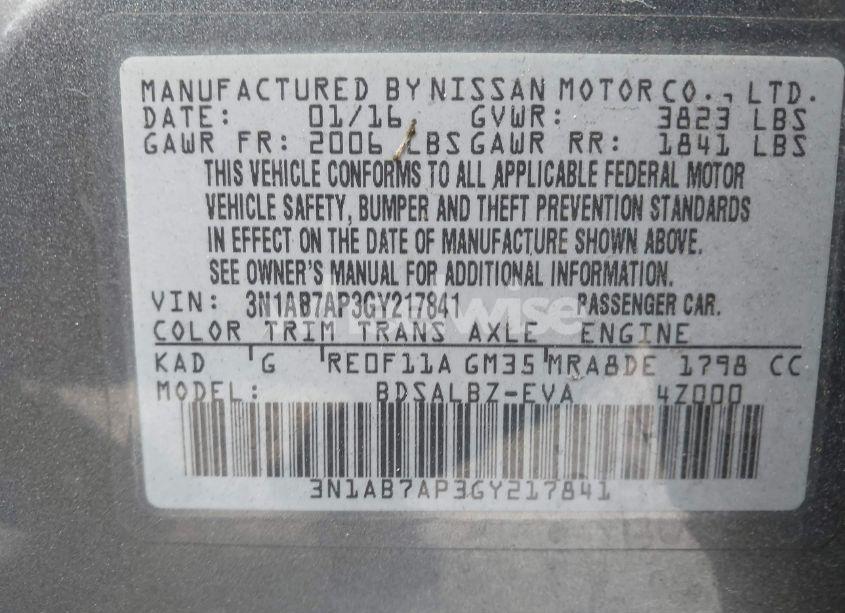 MANUFACTURED BY NISSAN MOTOR CO., LTD.
DATE: 01/16 GVWR: 3823 LBS
GAWR FR: 2006 LBS GAWR RR: 1841 LBS
THIS VEHICLE CONFORMS TO ALL APPLICABLE FEDERAL MOTOR
VEHICLE SAFETY, BUMPER AND THEFT PREVENTION STANDARDS
IN EFFECT ON THE DATE OF MANUFACTURE SHOWN ABOVE.
SEE OWNER'S MANUAL FOR ADDITIONAL INFORMATION.
VIN: 3N1AB7AP3GY217841 PASSENGER CAR.
COLOR TRIM TRANS AXLE ENGINE
KAD G RE0F11A GM35 MRA8DE 1798 CC
MODEL: BDSALBZ-EVA 4Z000
3N1AB7AP3GY217841